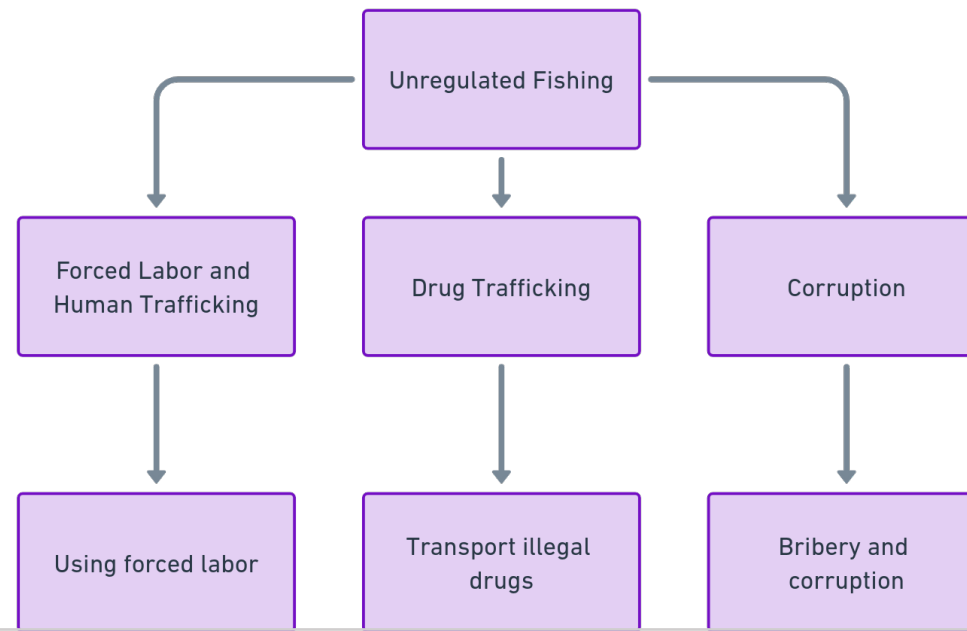 Unregulated Fishing
Forced Labor and
Human Trafficking
Drug Trafficking
Corruption
Using forced labor
Transport illegal
drugs
Bribery and
corruption